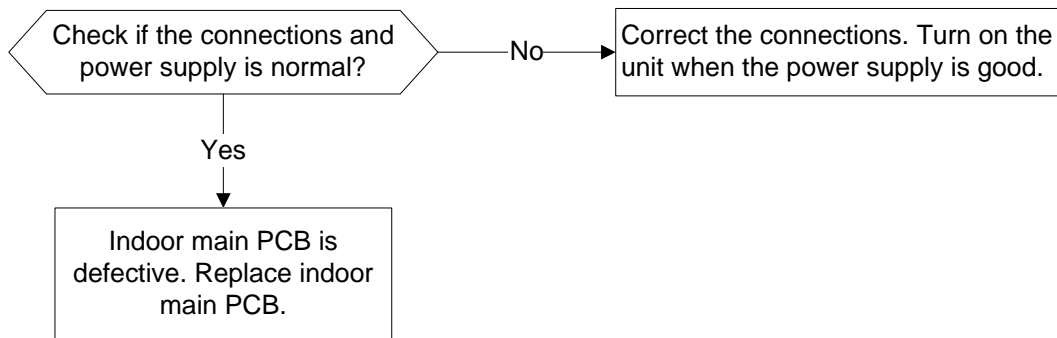 Check if the connections and
power supply is normal?
No
Correct the connections. Turn on the
unit when the power supply is good.
Yes
Indoor main PCB is
defective. Replace indoor
main PCB.